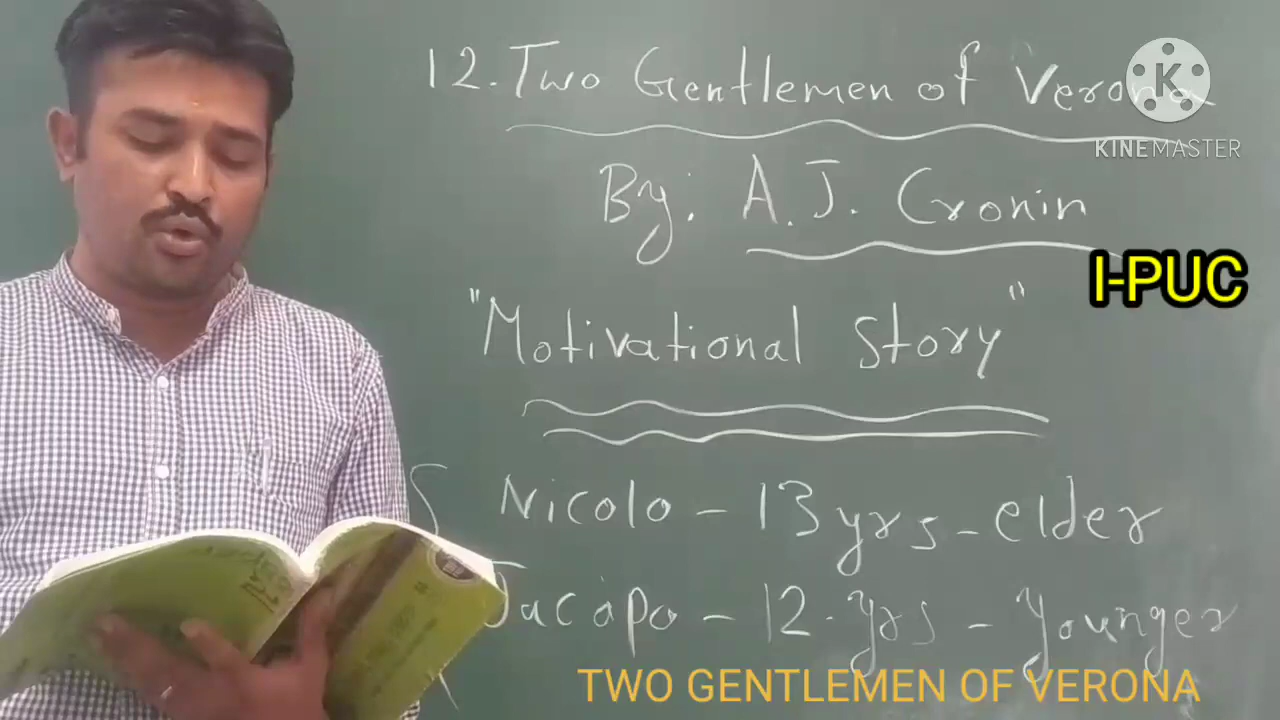 12. Two Gentlemen of Verona
K
KINEMASTER
By: A.J. Cronin
I-PUC
"Motivational Story"
Nicolo - 13 yrs - elder
Jacopo - 12. Yrs - Younger
TWO GENTLEMEN OF VERONA